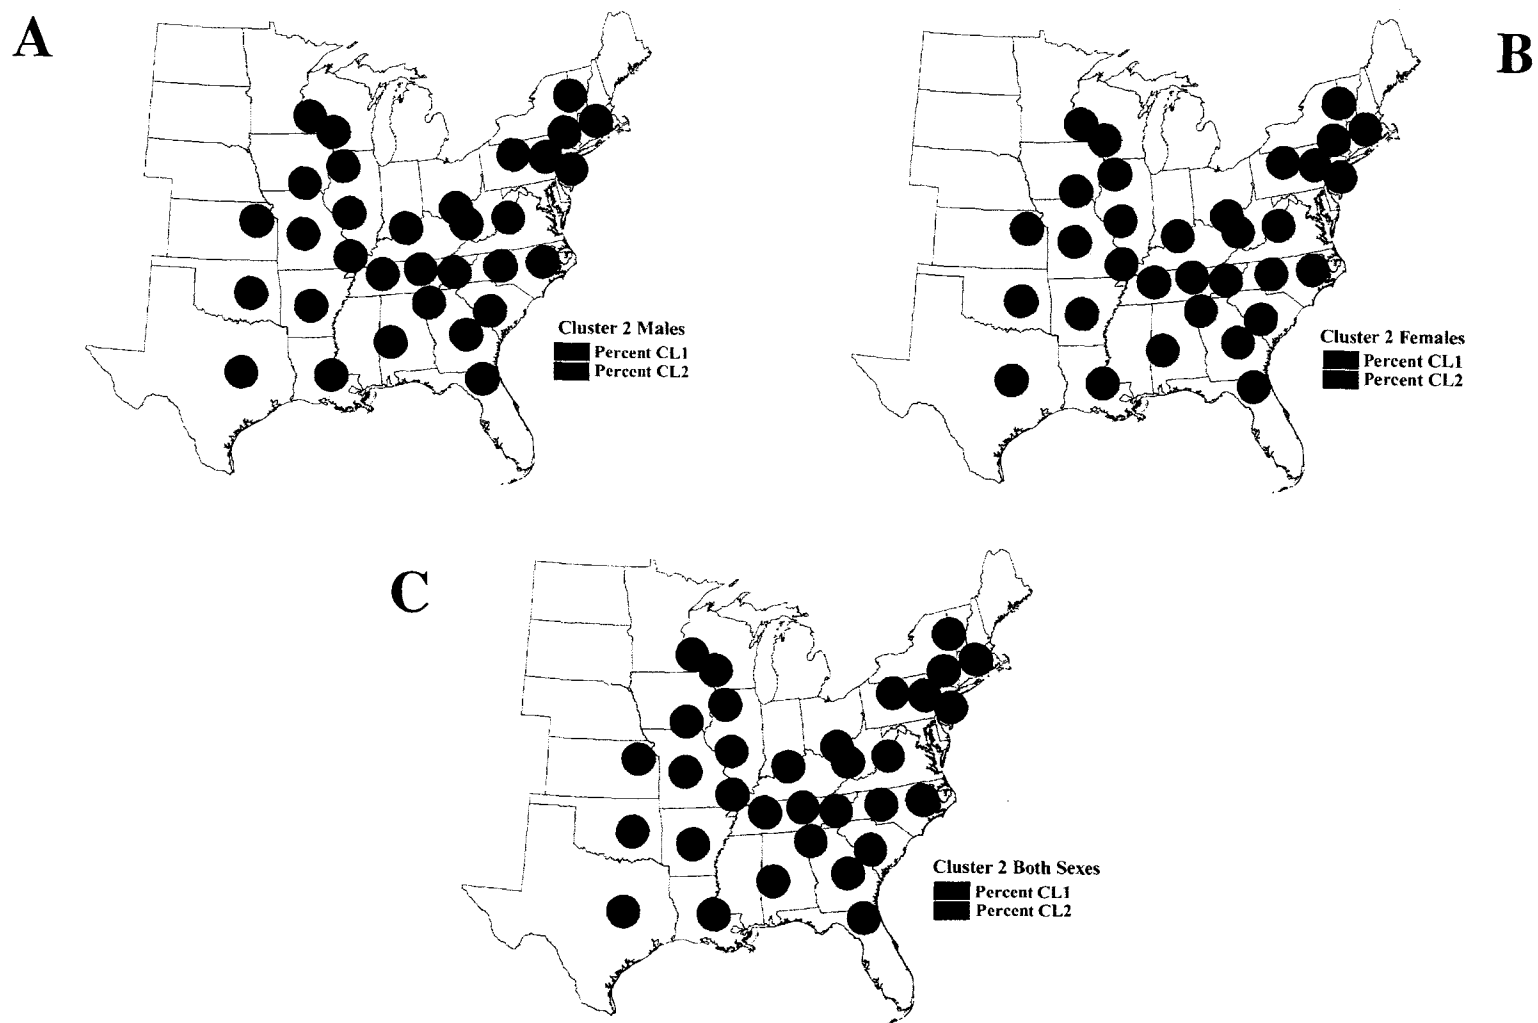 A
B
Cluster 2 Males
Percent CL1
Percent CL2
Cluster 2 Females
Percent CL1
Percent CL2
C
Cluster 2 Both Sexes
Percent CL1
Percent CL2